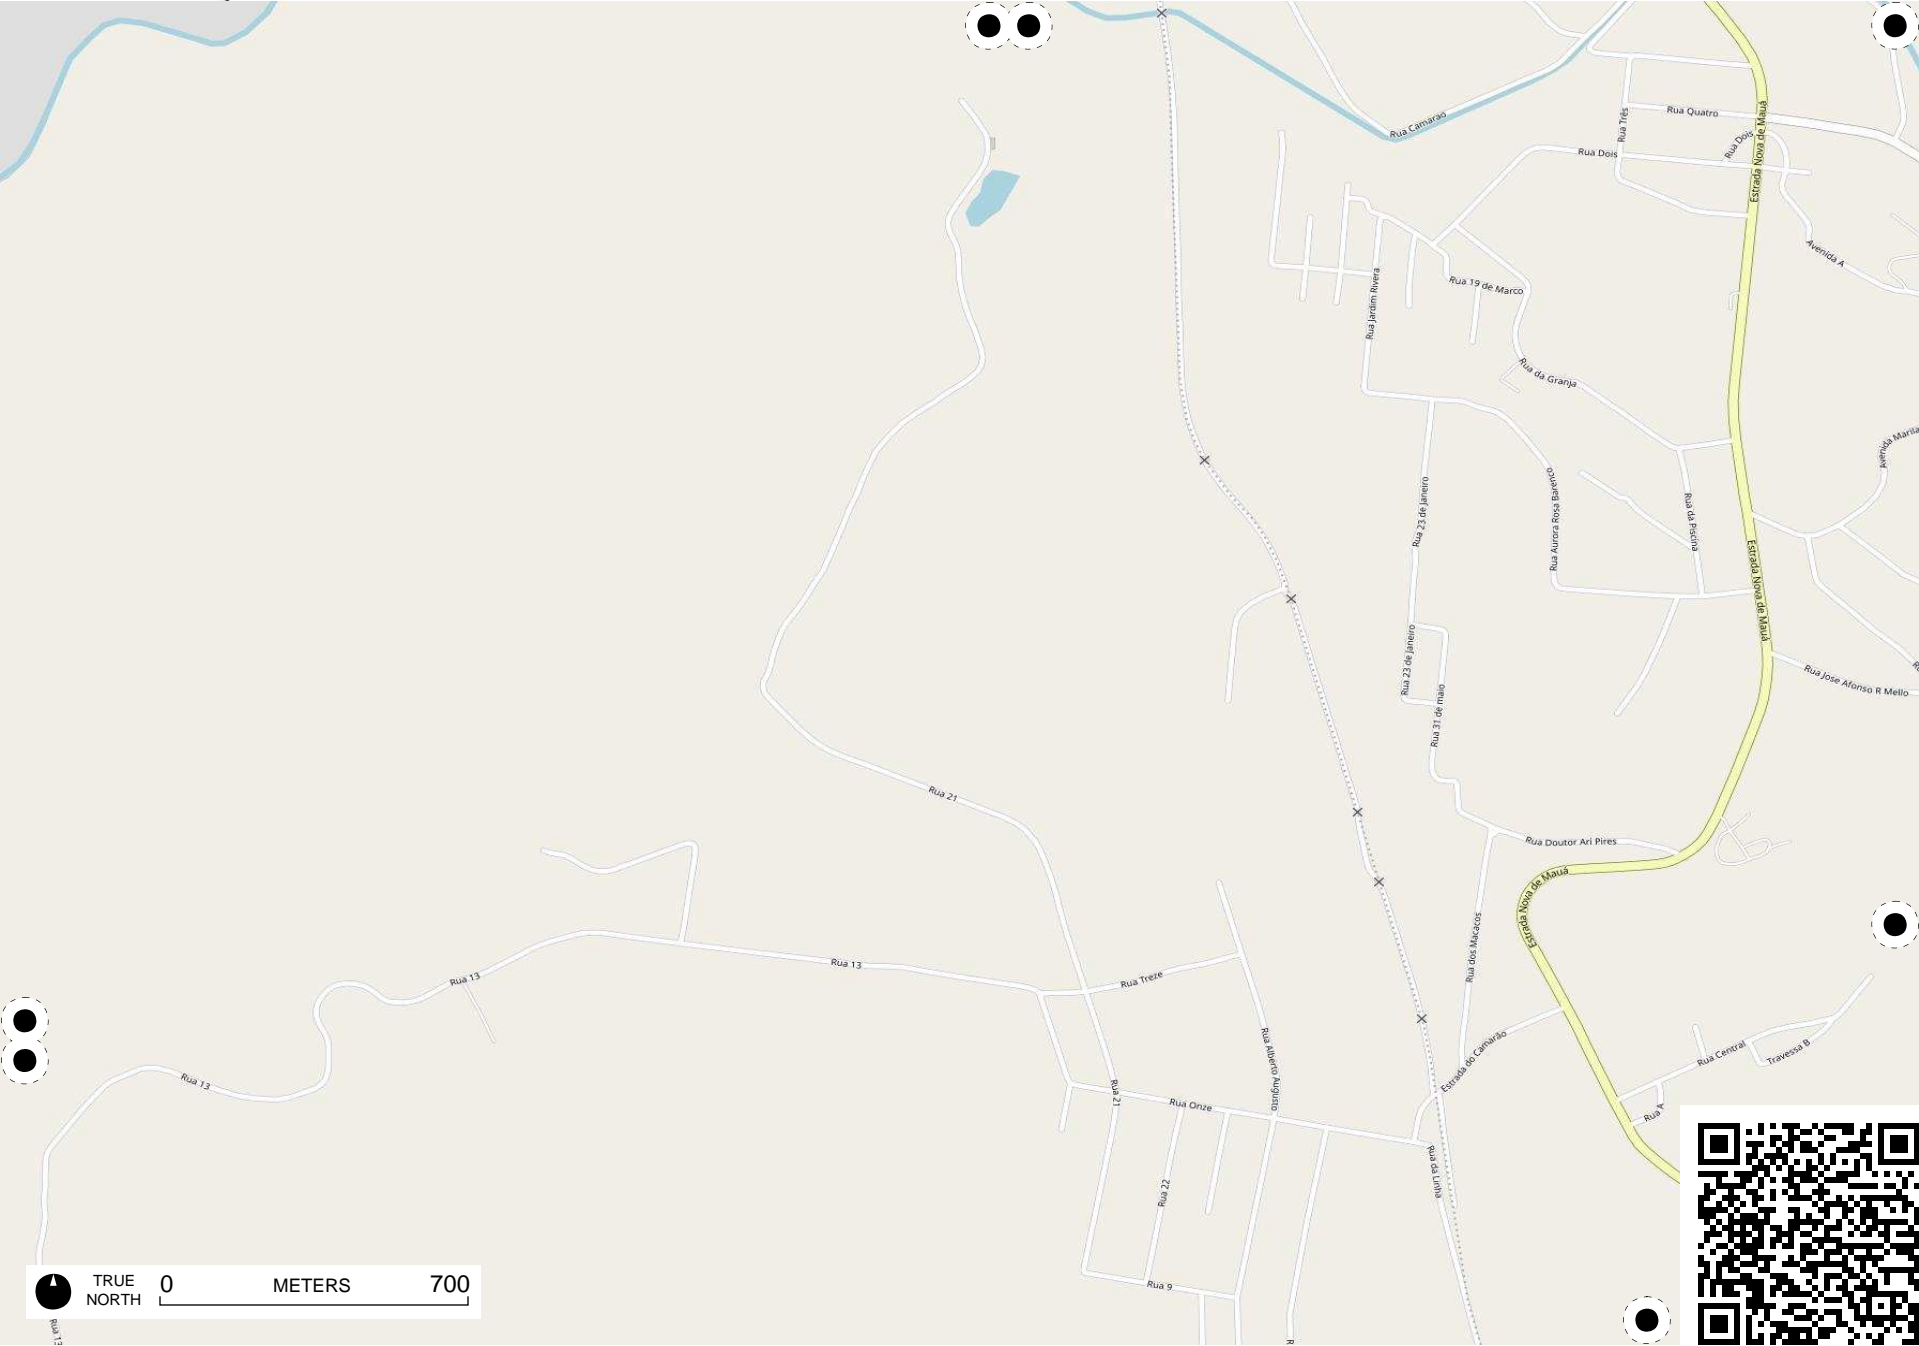 Rua Camarao
Rua Quatro
Rua Três
Rua Dois
Rua Dois
Estrada Nova de Mauá
Avenida A
Rua 19 de Marco
Rua Jardim Rivera
Rua da Granja
Avenida Marila
Rua 23 de Janeiro
Rua Aurora Rosa Barenco
Rua da Piscina
Estrada Nova de Mauá
Rua 23 de Janeiro
Rua Jose Afonso R Mello
Rua 31 de maio
Rua 21
Rua Doutor Ari Pires
Estrada Nova de Mauá
Rua dos Macacos
Rua 13
Rua 13
Rua Treze
Rua Alberto Augusto
Estrada do Camarão
Rua Central
Travessa B
Rua 13
Rua 21
Rua Onze
Rua A
Rua da Linha
Rua 22
Rua 9
TRUE NORTH
0 METERS 700
Rua 13